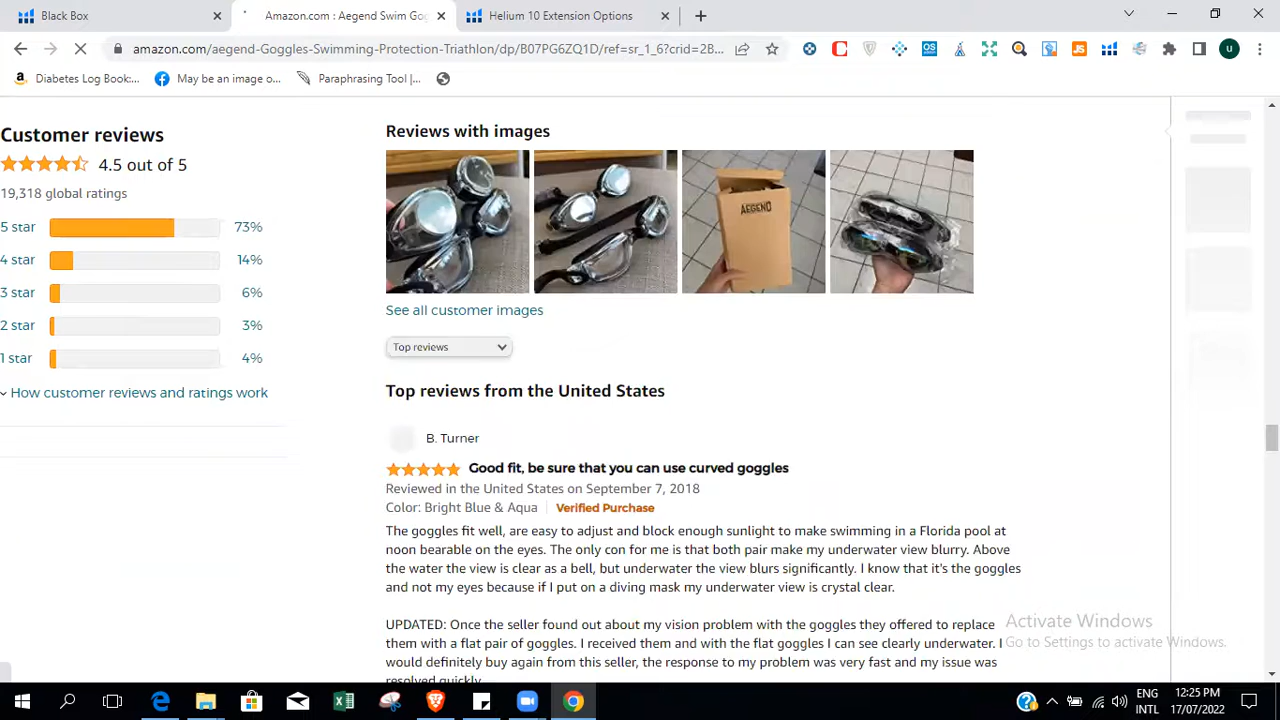 Black Box
Amazon.com : Aegend Swim Gog
Helium 10 Extension Options
amazon.com/aegend-Goggles-Swimming-Protection-Triathlon/dp/B07PG6ZQ1D/ref=sr_1_6?crid=2B...
OS
JS
u
Diabetes Log Book:...
May be an image o...
Paraphrasing Tool |...
Customer reviews
4.5 out of 5
19,318 global ratings
5 star 73%
4 star 14%
3 star 6%
2 star 3%
1 star 4%
How customer reviews and ratings work
Reviews with images
AEGEND
See all customer images
Top reviews
Top reviews from the United States
B. Turner
Good fit, be sure that you can use curved goggles
Reviewed in the United States on September 7, 2018
Color: Bright Blue & Aqua Verified Purchase
The goggles fit well, are easy to adjust and block enough sunlight to make swimming in a Florida pool at
noon bearable on the eyes. The only con for me is that both pair make my underwater view blurry. Above
the water the view is clear as a bell, but underwater the view blurs significantly. I know that it's the goggles
and not my eyes because if I put on a diving mask my underwater view is crystal clear.
UPDATED: Once the seller found out about my vision problem with the goggles they offered to replace
them with a flat pair of goggles. I received them and with the flat goggles I can see clearly underwater. I
would definitely buy again from this seller, the response to my problem was very fast and my issue was
resolved quickly.
Activate Windows
Go to Settings to activate Windows.
ENG
INTL
12:25 PM
17/07/2022